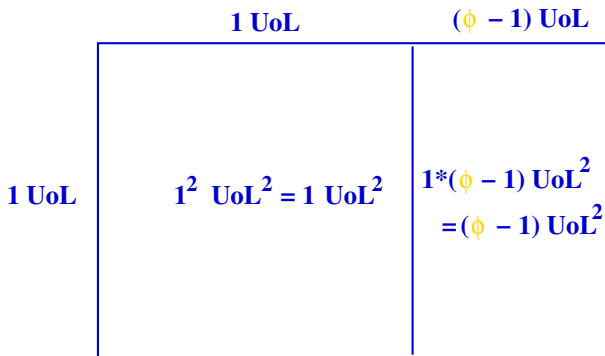 1 UoL (ϕ − 1) UoL
1 UoL
1² UoL² = 1 UoL²
1*(ϕ − 1) UoL²
= (ϕ − 1) UoL²